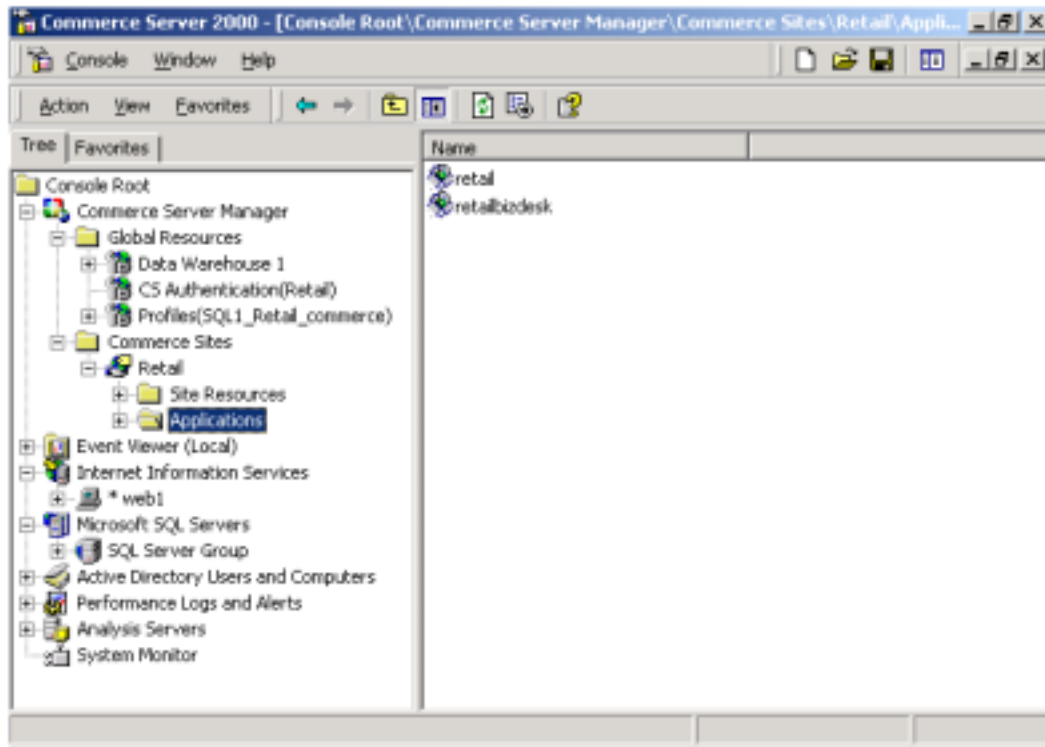 Commerce Server 2000 - [Console Root\Commerce Server Manager\Commerce Sites\Retail\Appli...
Console Window Help
Action View Favorites
Tree Favorites
Name
Console Root
Commerce Server Manager
Global Resources
Data Warehouse 1
CS Authentication(Retail)
Profiles(SQL1_Retail_commerce)
Commerce Sites
Retail
Site Resources
Applications
Event Viewer (Local)
Internet Information Services
* web1
Microsoft SQL Servers
SQL Server Group
Active Directory Users and Computers
Performance Logs and Alerts
Analysis Servers
System Monitor
retail
retailbizdesk